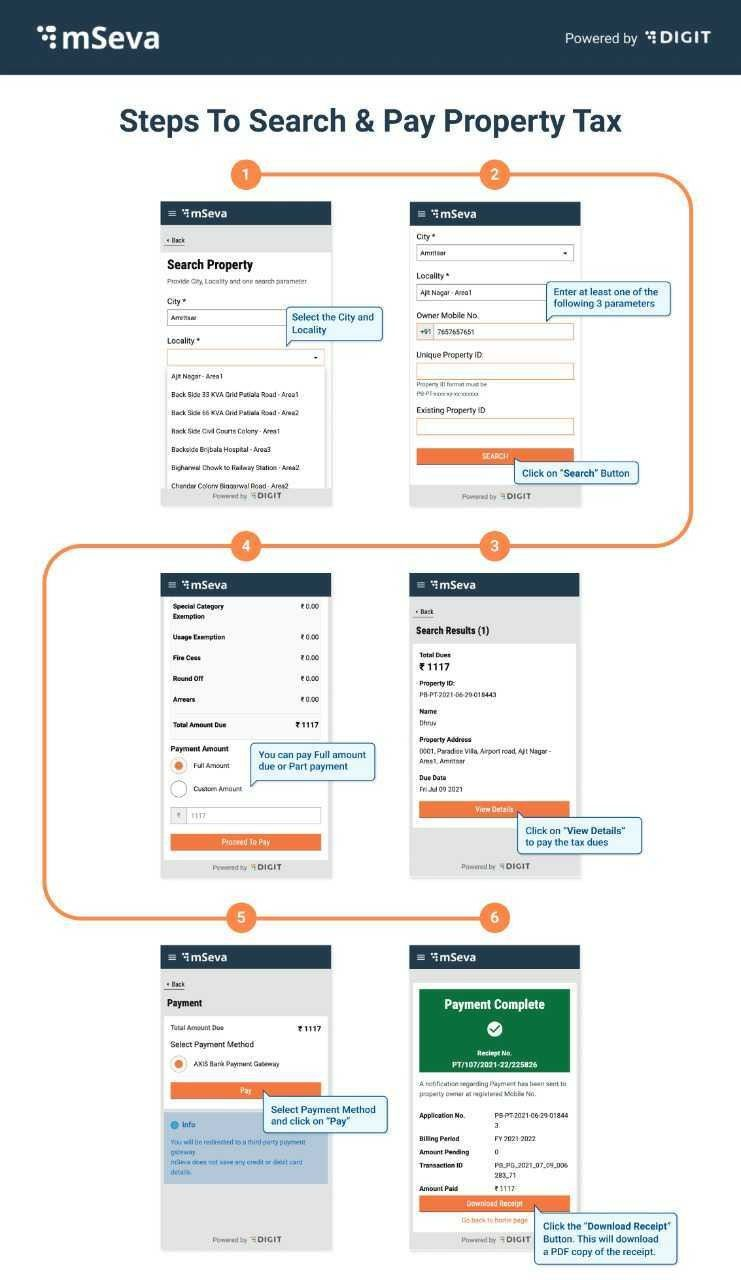 mSeva
Powered by DIGIT
Steps To Search & Pay Property Tax
1
mSeva
‹ Back
Search Property
Provide City, Locality and one search parameter
City *
Amritsar
Locality *
Select the City and
Locality
Ajit Nagar - Area1
Back Side 33 KVA Grid Patiala Road - Area1
Back Side 66 KVA Grid Patiala Road - Area2
Back Side Civil Courts Colony - Area1
Backside Brijbala Hospital - Area3
Bigharwal Chowk to Railway Station - Area2
Chandar Colony Biggarwal Road - Area2
Powered by DIGIT
2
mSeva
City *
Amritsar
Locality *
Ajit Nagar - Area1
Enter at least one of the
following 3 parameters
Owner Mobile No.
+91 7657657651
Unique Property ID
Property ID format must be
PB-PT-xxxx-xx-xx-xxxxxx
Existing Property ID
SEARCH
Click on "Search" Button
Powered by DIGIT
3
mSeva
‹ Back
Search Results (1)
Total Dues
₹ 1117
Property ID:
PB-PT-2021-06-29-018443
Name
Dhruv
Property Address
0001, Paradice Villa, Airport road, Ajit Nagar -
Area1, Amritsar
Due Date
Fri Jul 09 2021
View Details
Click on "View Details"
to pay the tax dues
Powered by DIGIT
4
mSeva
Special Category
Exemption ₹ 0.00
Usage Exemption ₹ 0.00
Fire Cess ₹ 0.00
Round Off ₹ 0.00
Arrears ₹ 0.00
Total Amount Due ₹ 1117
Payment Amount
Full Amount
Custom Amount
You can pay Full amount
due or Part payment
₹ 1117
Proceed To Pay
Powered by DIGIT
5
mSeva
‹ Back
Payment
Total Amount Due ₹ 1117
Select Payment Method
AXIS Bank Payment Gateway
Pay
Select Payment Method
and click on "Pay"
Info
You will be redirected to a third-party payment
gateway
mSeva does not save any credit or debit card
details.
Powered by DIGIT
6
mSeva
Payment Complete
Reciept No.
PT/107/2021-22/225826
A notification regarding Payment has been sent to
property owner at registered Mobile No.
Application No. PB-PT-2021-06-29-01844
3
Billing Period FY 2021-2022
Amount Pending 0
Transaction ID PB_PG_2021_07_09_006
283_71
Amount Paid ₹ 1117
Download Receipt
Go back to home page
Click the "Download Receipt"
Button. This will download
a PDF copy of the receipt.
Powered by DIGIT